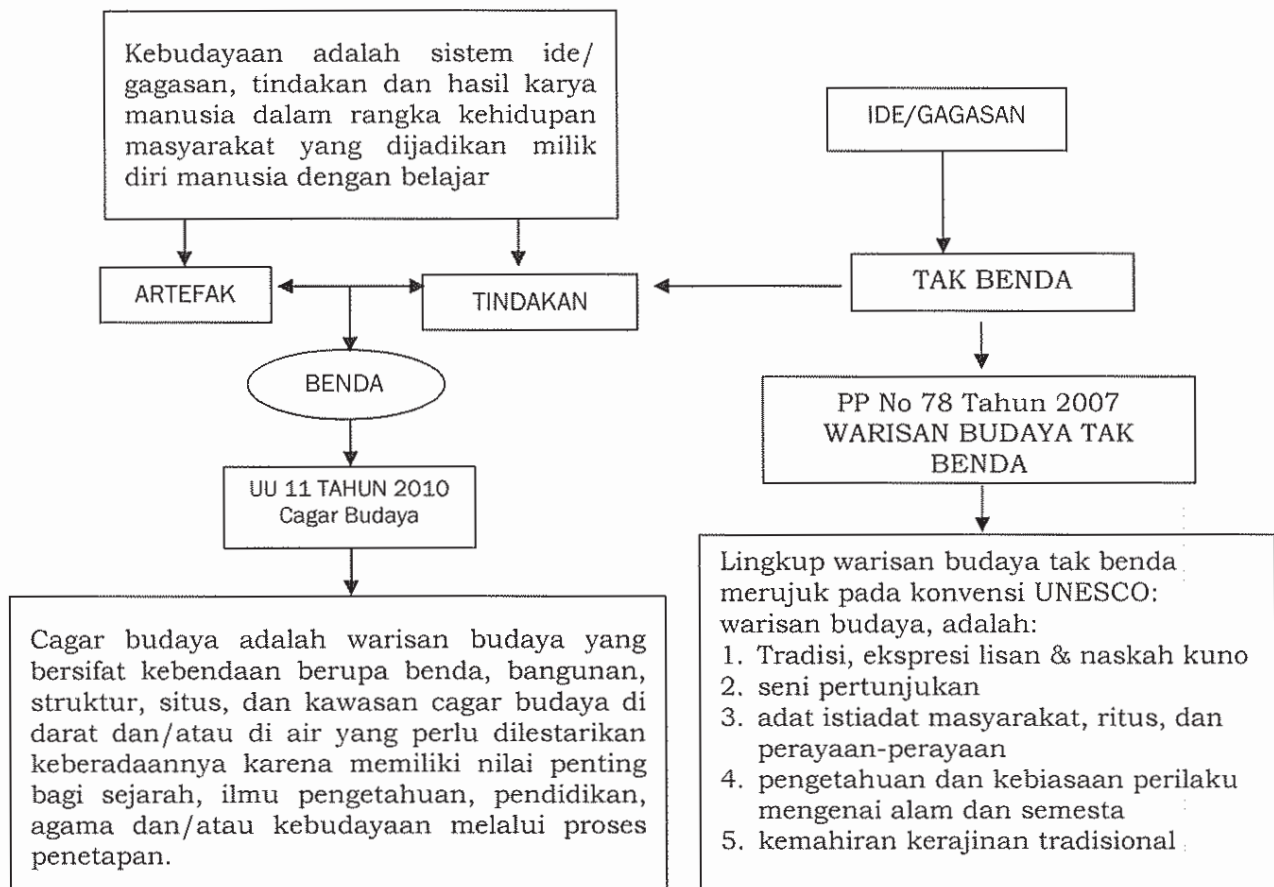 Kebudayaan adalah sistem ide/
gagasan, tindakan dan hasil karya
manusia dalam rangka kehidupan
masyarakat yang dijadikan milik
diri manusia dengan belajar
IDE/GAGASAN
ARTEFAK
TINDAKAN
TAK BENDA
BENDA
PP No 78 Tahun 2007
WARISAN BUDAYA TAK
BENDA
UU 11 TAHUN 2010
Cagar Budaya
Cagar budaya adalah warisan budaya yang
bersifat kebendaan berupa benda, bangunan,
struktur, situs, dan kawasan cagar budaya di
darat dan/atau di air yang perlu dilestarikan
keberadaannya karena memiliki nilai penting
bagi sejarah, ilmu pengetahuan, pendidikan,
agama dan/atau kebudayaan melalui proses
penetapan.
Lingkup warisan budaya tak benda
merujuk pada konvensi UNESCO:
warisan budaya, adalah:
1. Tradisi, ekspresi lisan & naskah kuno
2. seni pertunjukan
3. adat istiadat masyarakat, ritus, dan
perayaan-perayaan
4. pengetahuan dan kebiasaan perilaku
mengenai alam dan semesta
5. kemahiran kerajinan tradisional